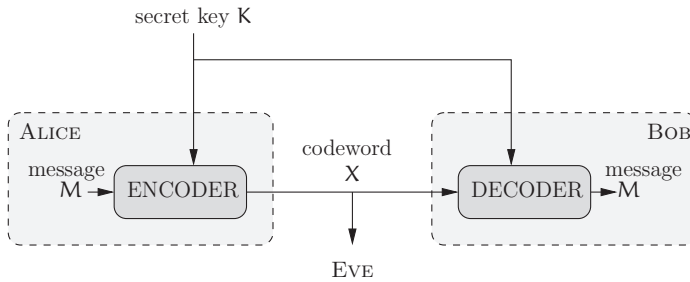 secret key K
ALICE
BOB
codeword
X
message
M
ENCODER
DECODER
message
M
EVE